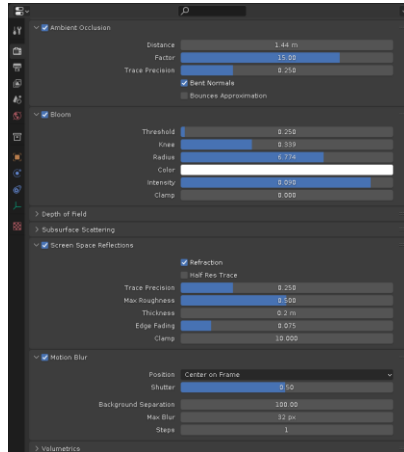 Ambient Occlusion
Distance 1.44 m
Factor 15.00
Trace Precision 0.250
Bent Normals
Bounces Approximation
Bloom
Threshold 0.250
Knee 0.339
Radius 6.774
Color
Intensity 0.090
Clamp 0.000
Depth of Field
Subsurface Scattering
Screen Space Reflections
Refraction
Half Res Trace
Trace Precision 0.250
Max Roughness 0.500
Thickness 0.2 m
Edge Fading 0.075
Clamp 10.000
Motion Blur
Position Center on Frame
Shutter 0.50
Background Separation 100.00
Max Blur 32 px
Steps 1
Volumetrics